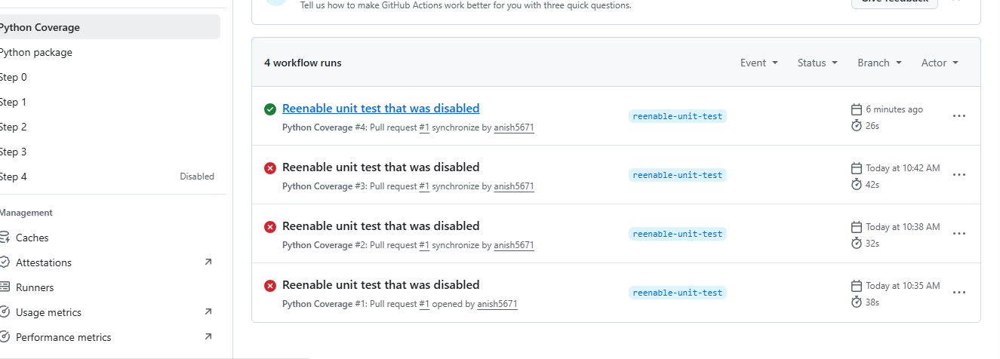 Tell us how to make GitHub Actions work better for you with three quick questions.
Give feedback
Python Coverage
Python package
Step 0
Step 1
Step 2
Step 3
Step 4 Disabled
Management
Caches
Attestations
Runners
Usage metrics
Performance metrics
4 workflow runs Event Status Branch Actor
Reenable unit test that was disabled
Python Coverage #4: Pull request #1 synchronize by anish5671
reenable-unit-test
6 minutes ago
26s
Reenable unit test that was disabled
Python Coverage #3: Pull request #1 synchronize by anish5671
reenable-unit-test
Today at 10:42 AM
42s
Reenable unit test that was disabled
Python Coverage #2: Pull request #1 synchronize by anish5671
reenable-unit-test
Today at 10:38 AM
32s
Reenable unit test that was disabled
Python Coverage #1: Pull request #1 opened by anish5671
reenable-unit-test
Today at 10:35 AM
38s